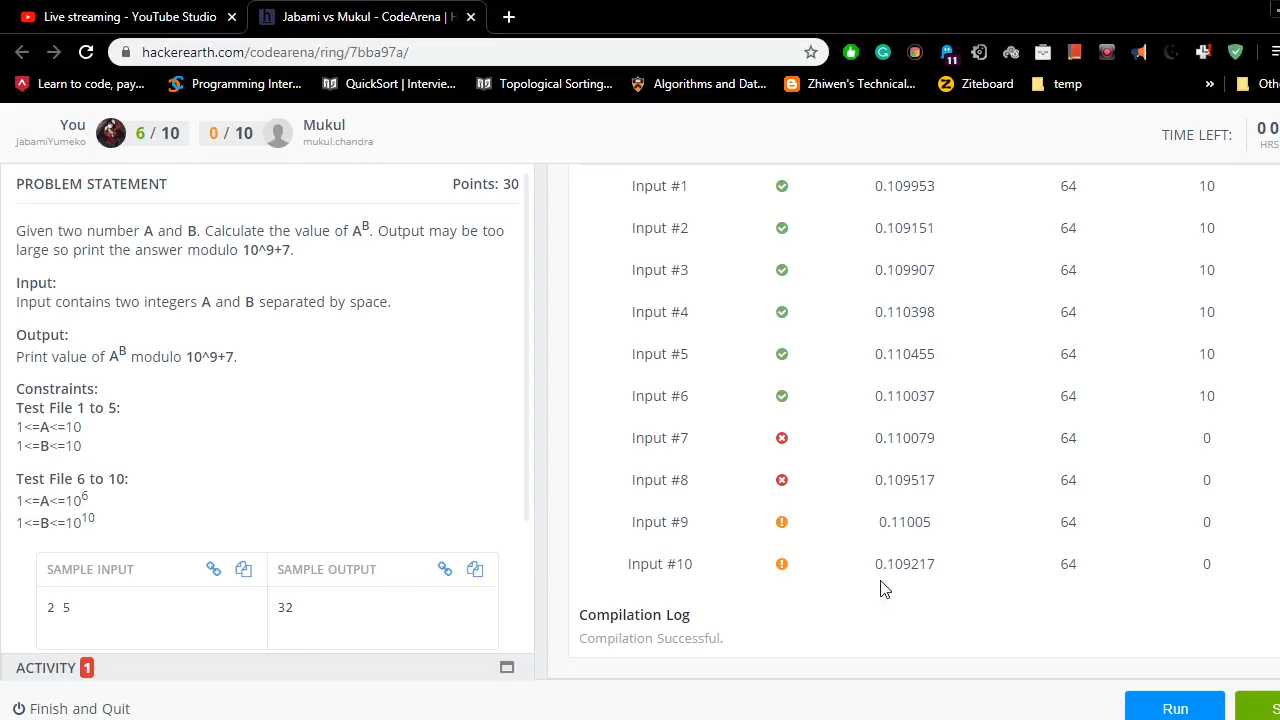 Live streaming - YouTube Studio
Jabami vs Mukul - CodeArena | H
hackerearth.com/codearena/ring/7bba97a/
11
Learn to code, pay...
Programming Inter...
QuickSort | Intervie...
Topological Sorting...
Algorithms and Dat...
Zhiwen's Technical...
Ziteboard
temp
»
Oth
You
JabamiYumeko
6 / 10
0 / 10
Mukul
mukul.chandra
TIME LEFT:
0 0
HRS
PROBLEM STATEMENT
Points: 30
Given two number A and B. Calculate the value of A^B. Output may be too
large so print the answer modulo 10^9+7.
Input:
Input contains two integers A and B separated by space.
Output:
Print value of A^B modulo 10^9+7.
Constraints:
Test File 1 to 5:
1<=A<=10
1<=B<=10
Test File 6 to 10:
1<=A<=10^6
1<=B<=10^10
SAMPLE INPUT
SAMPLE OUTPUT
2 5
32
ACTIVITY 1
Finish and Quit
Input #1 0.109953 64 10
Input #2 0.109151 64 10
Input #3 0.109907 64 10
Input #4 0.110398 64 10
Input #5 0.110455 64 10
Input #6 0.110037 64 10
Input #7 0.110079 64 0
Input #8 0.109517 64 0
Input #9 0.11005 64 0
Input #10 0.109217 64 0
Compilation Log
Compilation Successful.
Run
S